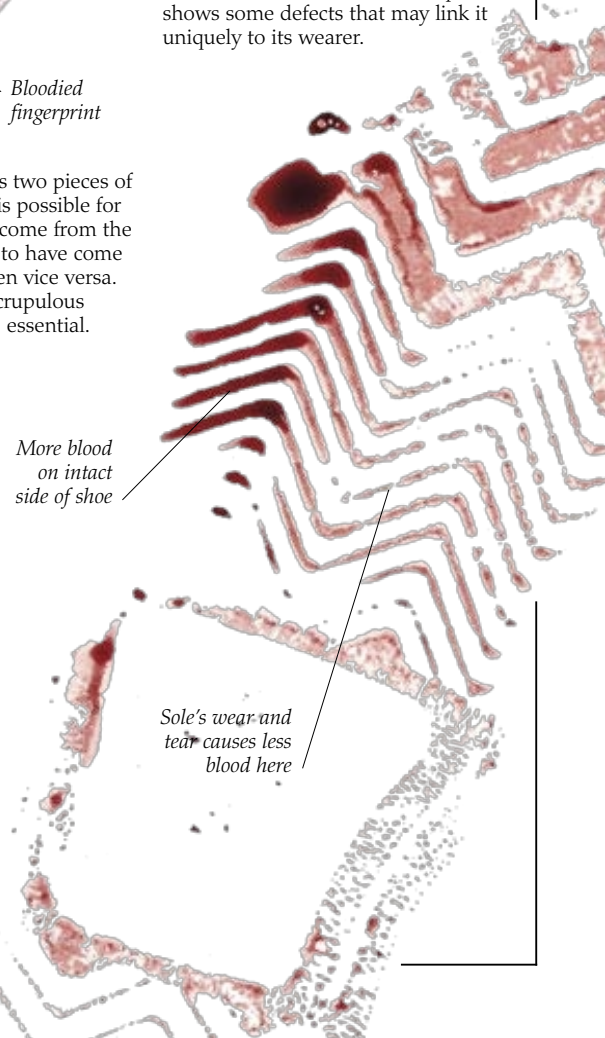 shows some defects that may link it
uniquely to its wearer.
Bloodied
fingerprint
s two pieces of
is possible for
come from the
to have come
en vice versa.
crupulous
essential.
More blood
on intact
side of shoe
Sole's wear and
tear causes less
blood here